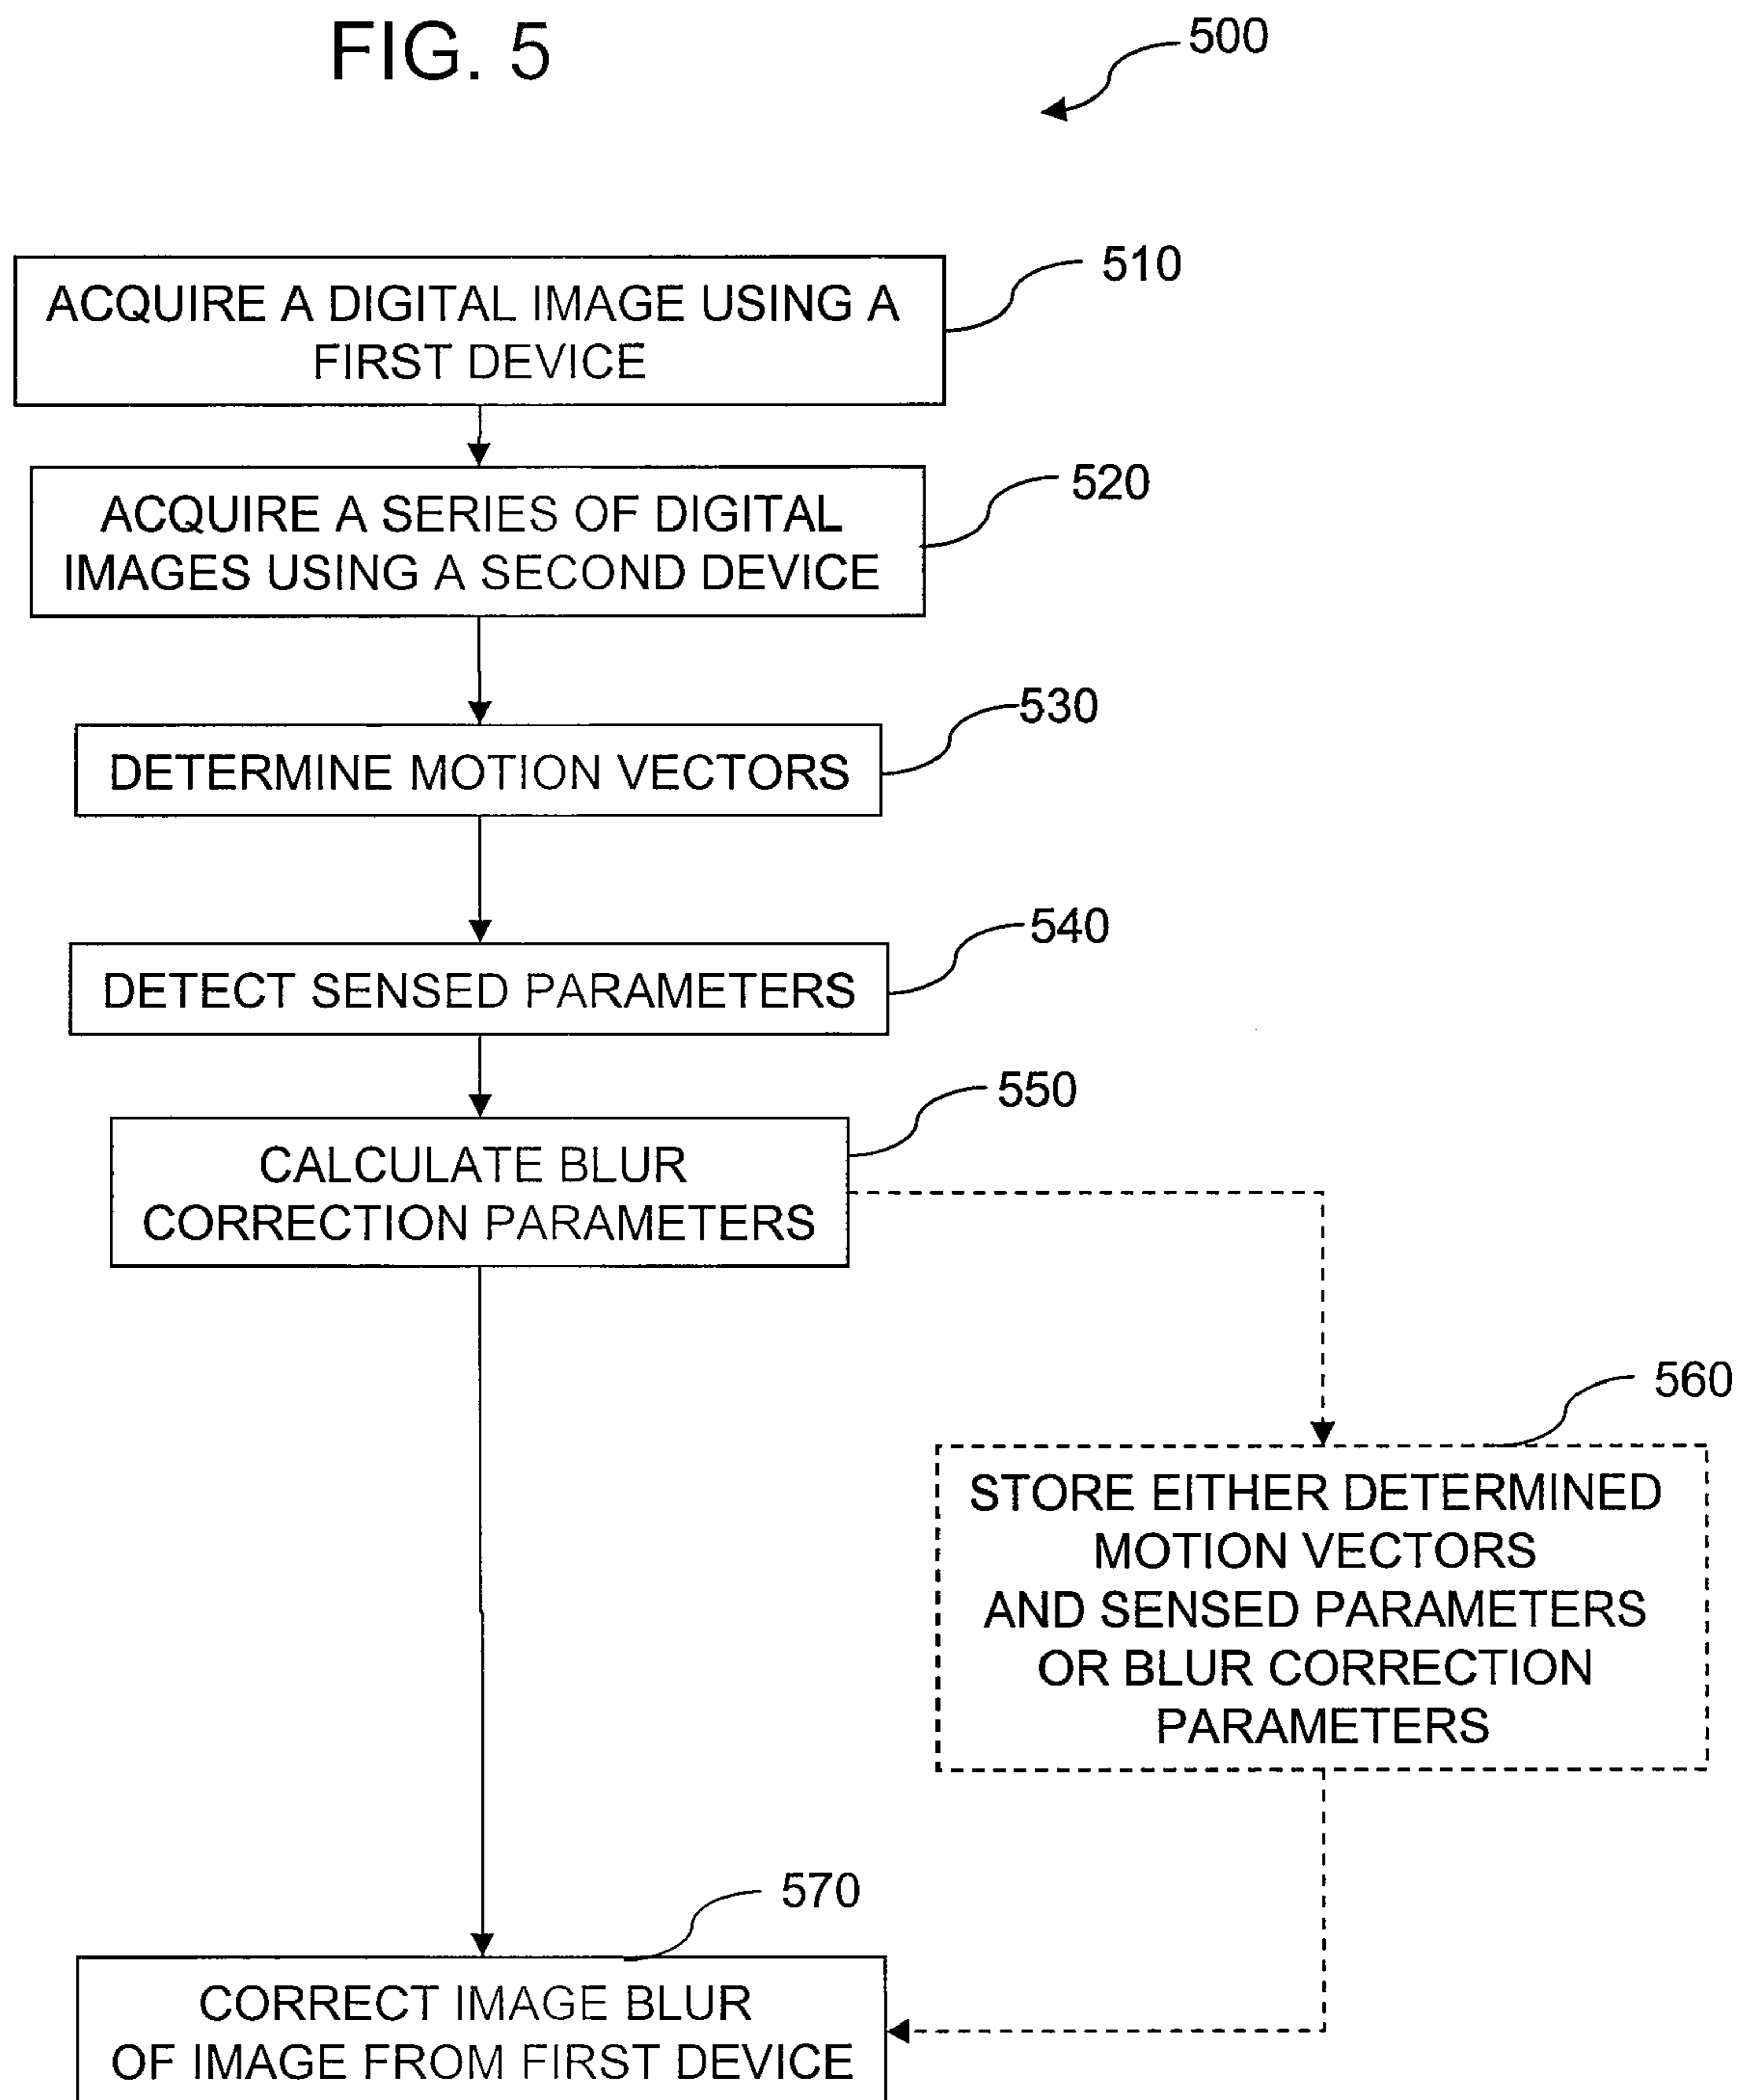 FIG. 5
500
510
ACQUIRE A DIGITAL IMAGE USING A
FIRST DEVICE
520
ACQUIRE A SERIES OF DIGITAL
IMAGES USING A SECOND DEVICE
530
DETERMINE MOTION VECTORS
540
DETECT SENSED PARAMETERS
550
CALCULATE BLUR
CORRECTION PARAMETERS
560
STORE EITHER DETERMINED
MOTION VECTORS
AND SENSED PARAMETERS
OR BLUR CORRECTION
PARAMETERS
570
CORRECT IMAGE BLUR
OF IMAGE FROM FIRST DEVICE